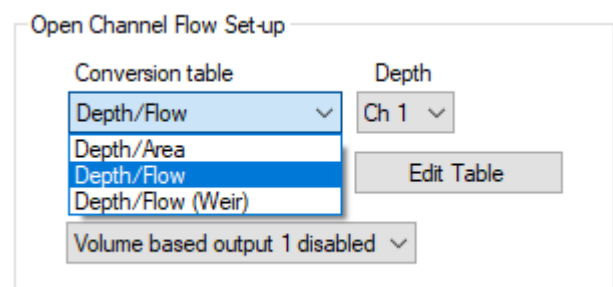 Open Channel Flow Set-up
Conversion table Depth
Depth/Flow Ch 1
Depth/Area
Depth/Flow Edit Table
Depth/Flow (Weir)
Volume based output 1 disabled